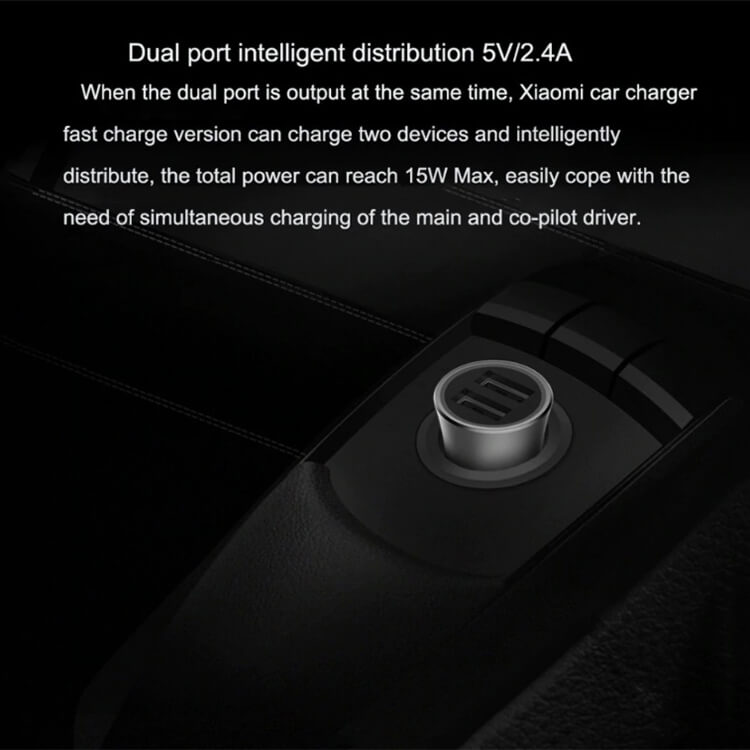 Dual port intelligent distribution 5V/2.4A
When the dual port is output at the same time, Xiaomi car charger
fast charge version can charge two devices and intelligently
distribute, the total power can reach 15W Max, easily cope with the
need of simultaneous charging of the main and co-pilot driver.